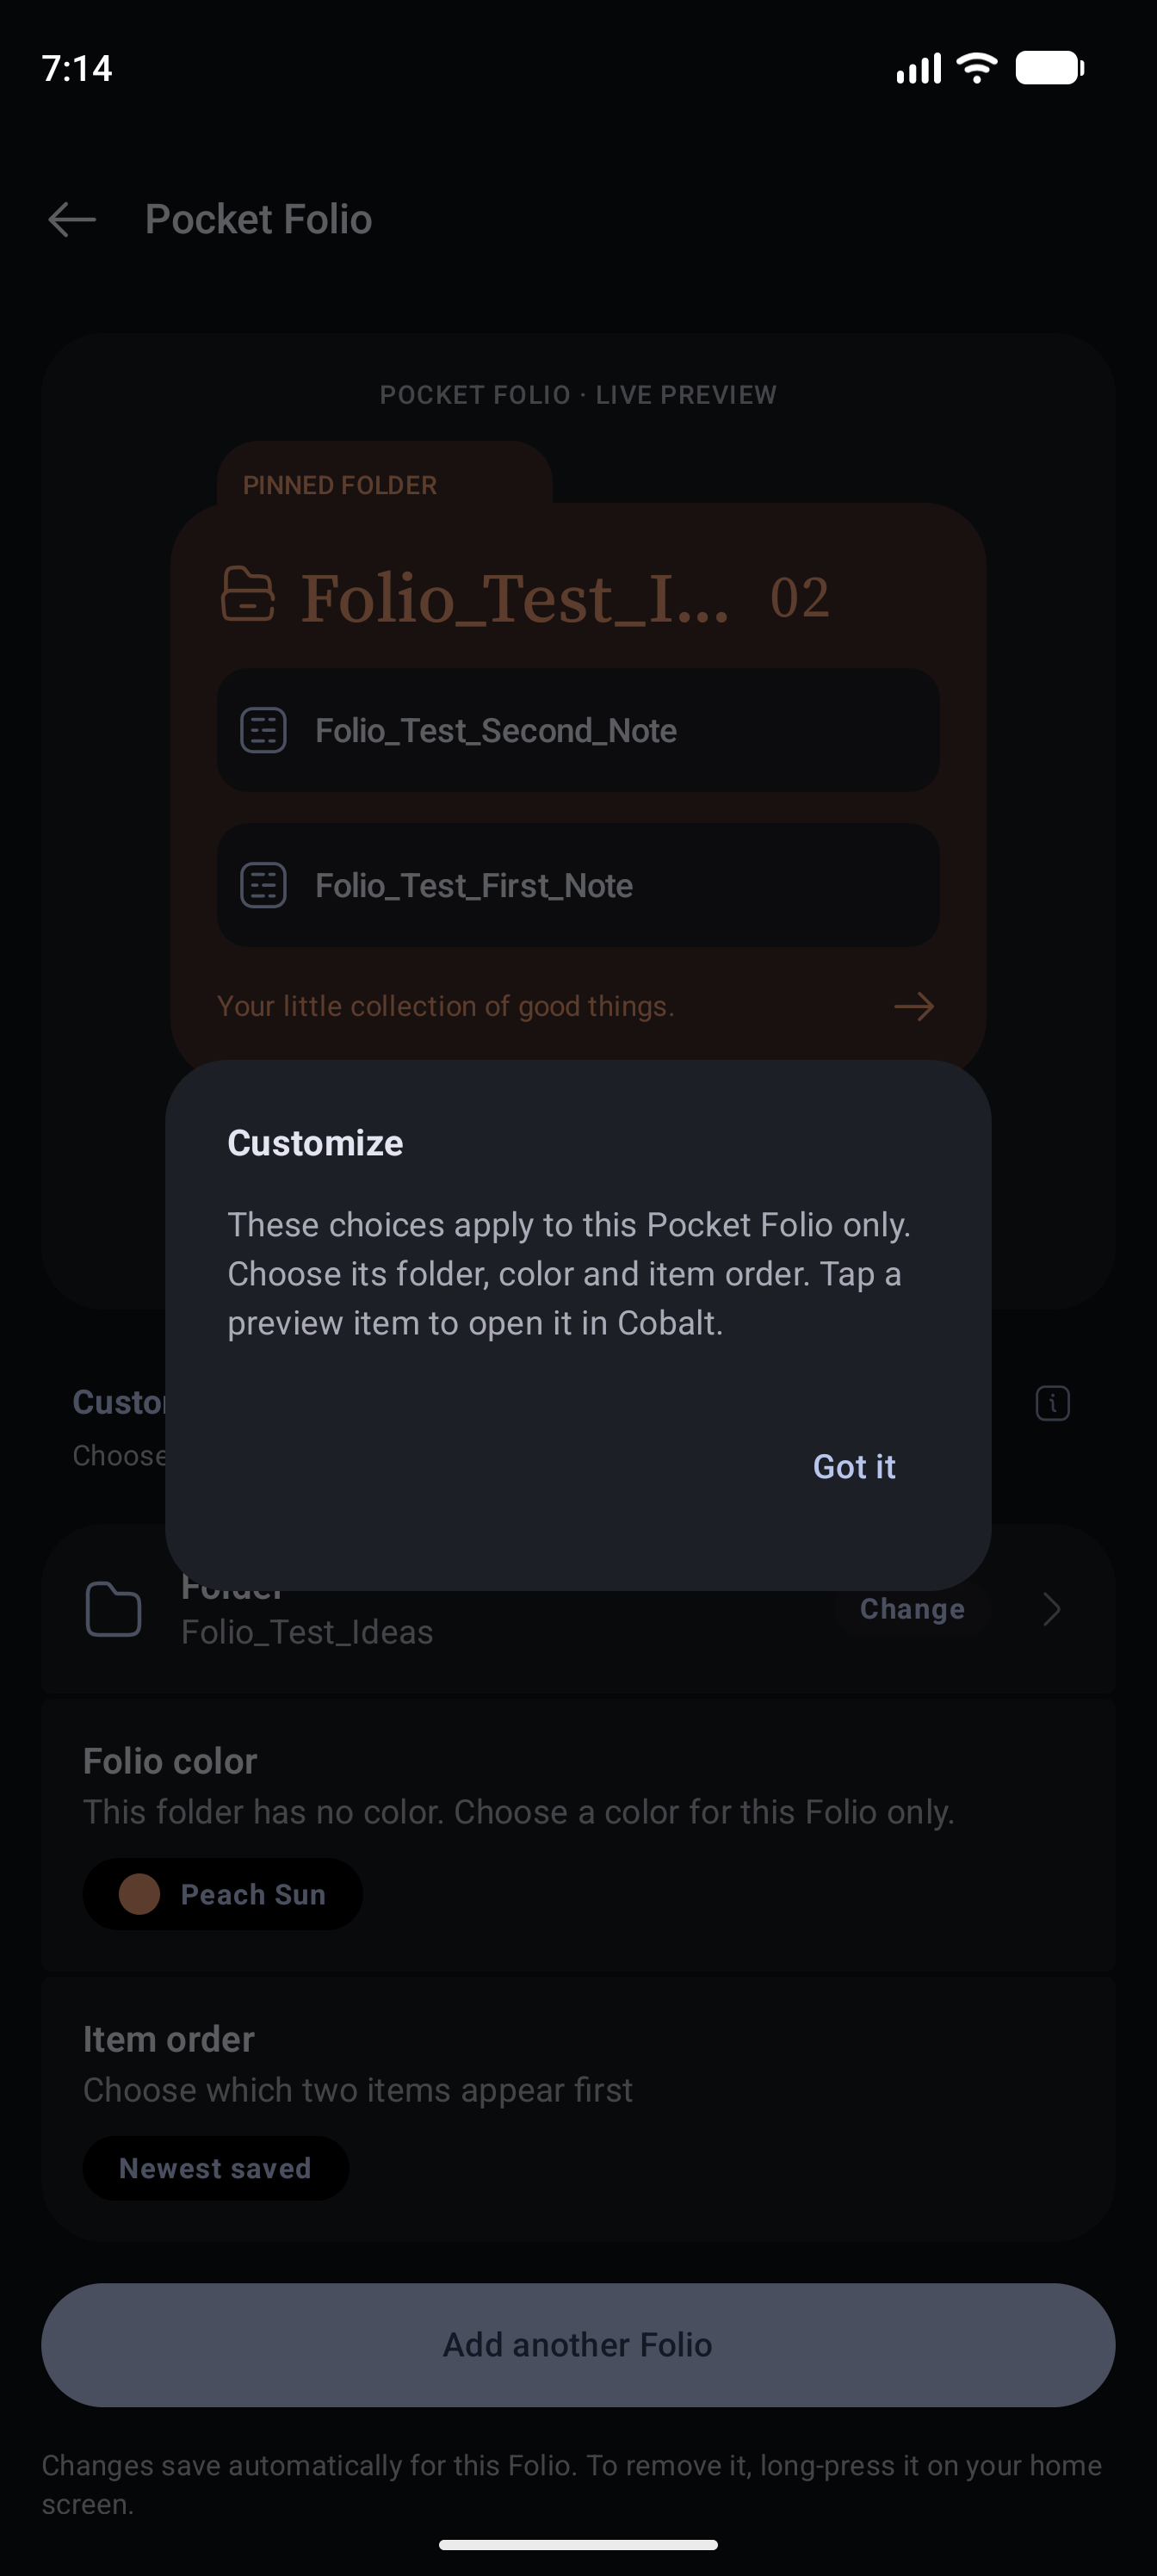 7:14
Pocket Folio
POCKET FOLIO · LIVE PREVIEW
PINNED FOLDER
Folio_Test_I... 02
Folio_Test_Second_Note
Folio_Test_First_Note
Your little collection of good things.
Customize
These choices apply to this Pocket Folio only.
Choose its folder, color and item order. Tap a
preview item to open it in Cobalt.
Got it
Choose
Folder
Folio_Test_Ideas
Change
Folio color
This folder has no color. Choose a color for this Folio only.
Peach Sun
Item order
Choose which two items appear first
Newest saved
Add another Folio
Changes save automatically for this Folio. To remove it, long-press it on your home
screen.